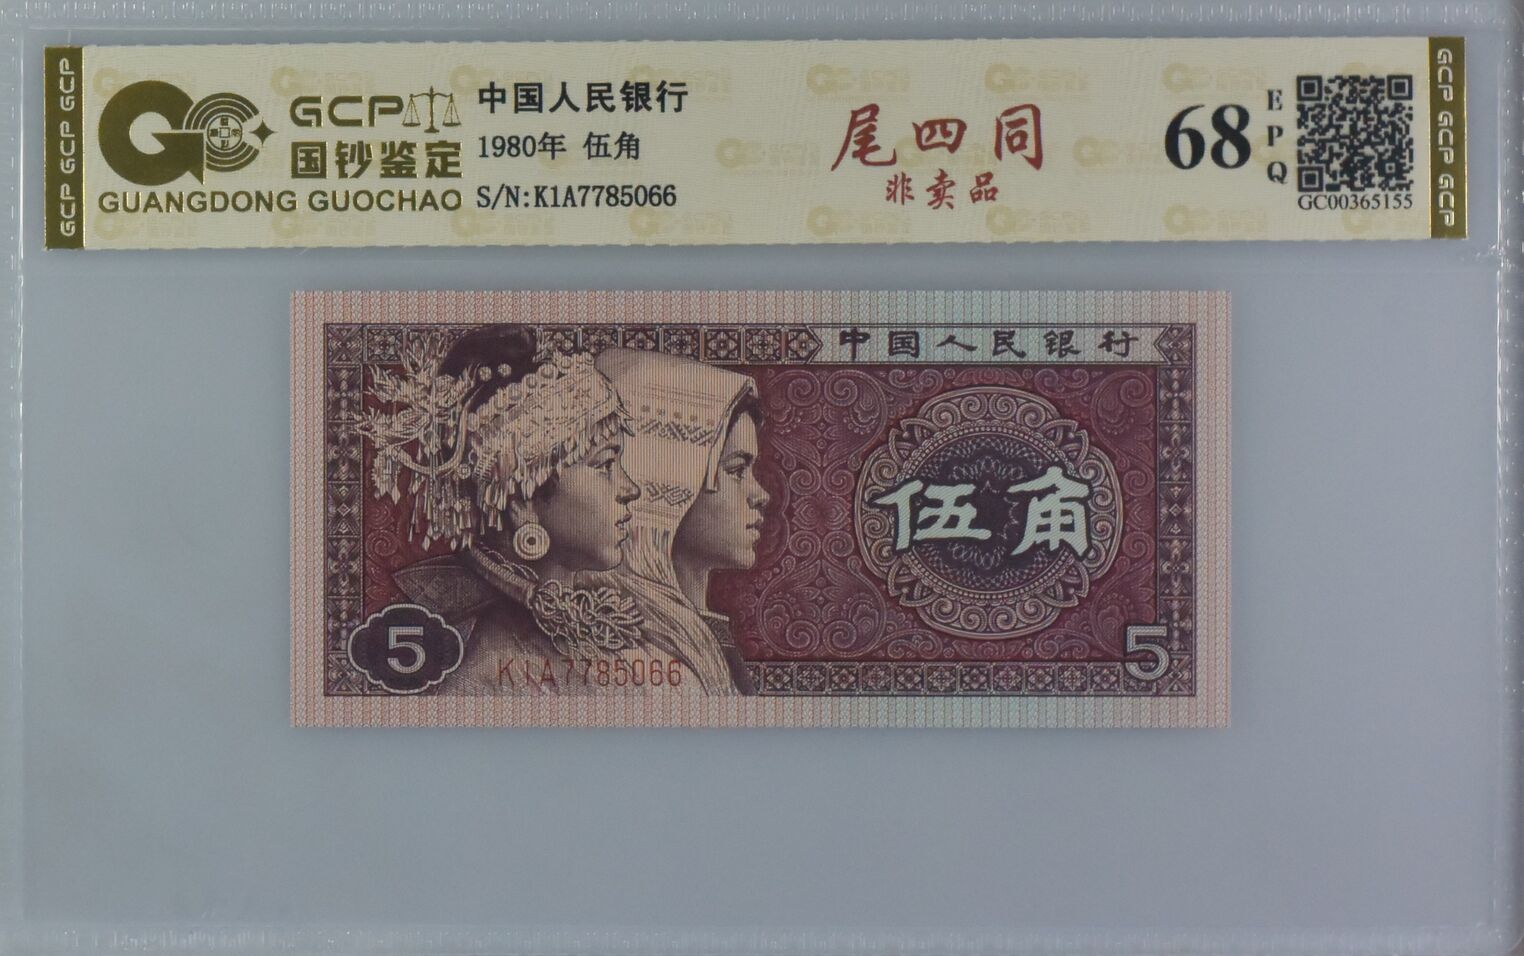 GCP GCP GCP
GCP
国钞鉴定
GUANGDONG GUOCHAO
中国人民银行
1980年 伍角
S/N:K1A7785066
尾四同
非卖品
68
EPQ
GC00365155
GCP GCP GCP
中国人民银行
伍角
5
K1A7785066
5